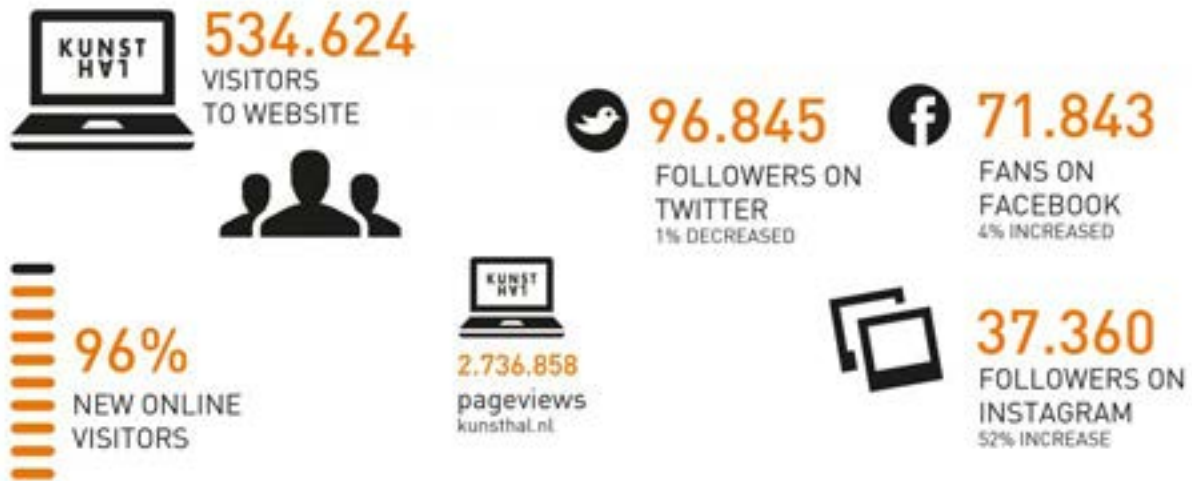 KUNST
HAL
534.624
VISITORS
TO WEBSITE
96.845
FOLLOWERS ON
TWITTER
1% DECREASED
71.843
FANS ON
FACEBOOK
4% INCREASED
96%
NEW ONLINE
VISITORS
KUNST
HAL
2.736.858
pageviews
kunsthal.nl
37.360
FOLLOWERS ON
INSTAGRAM
52% INCREASE